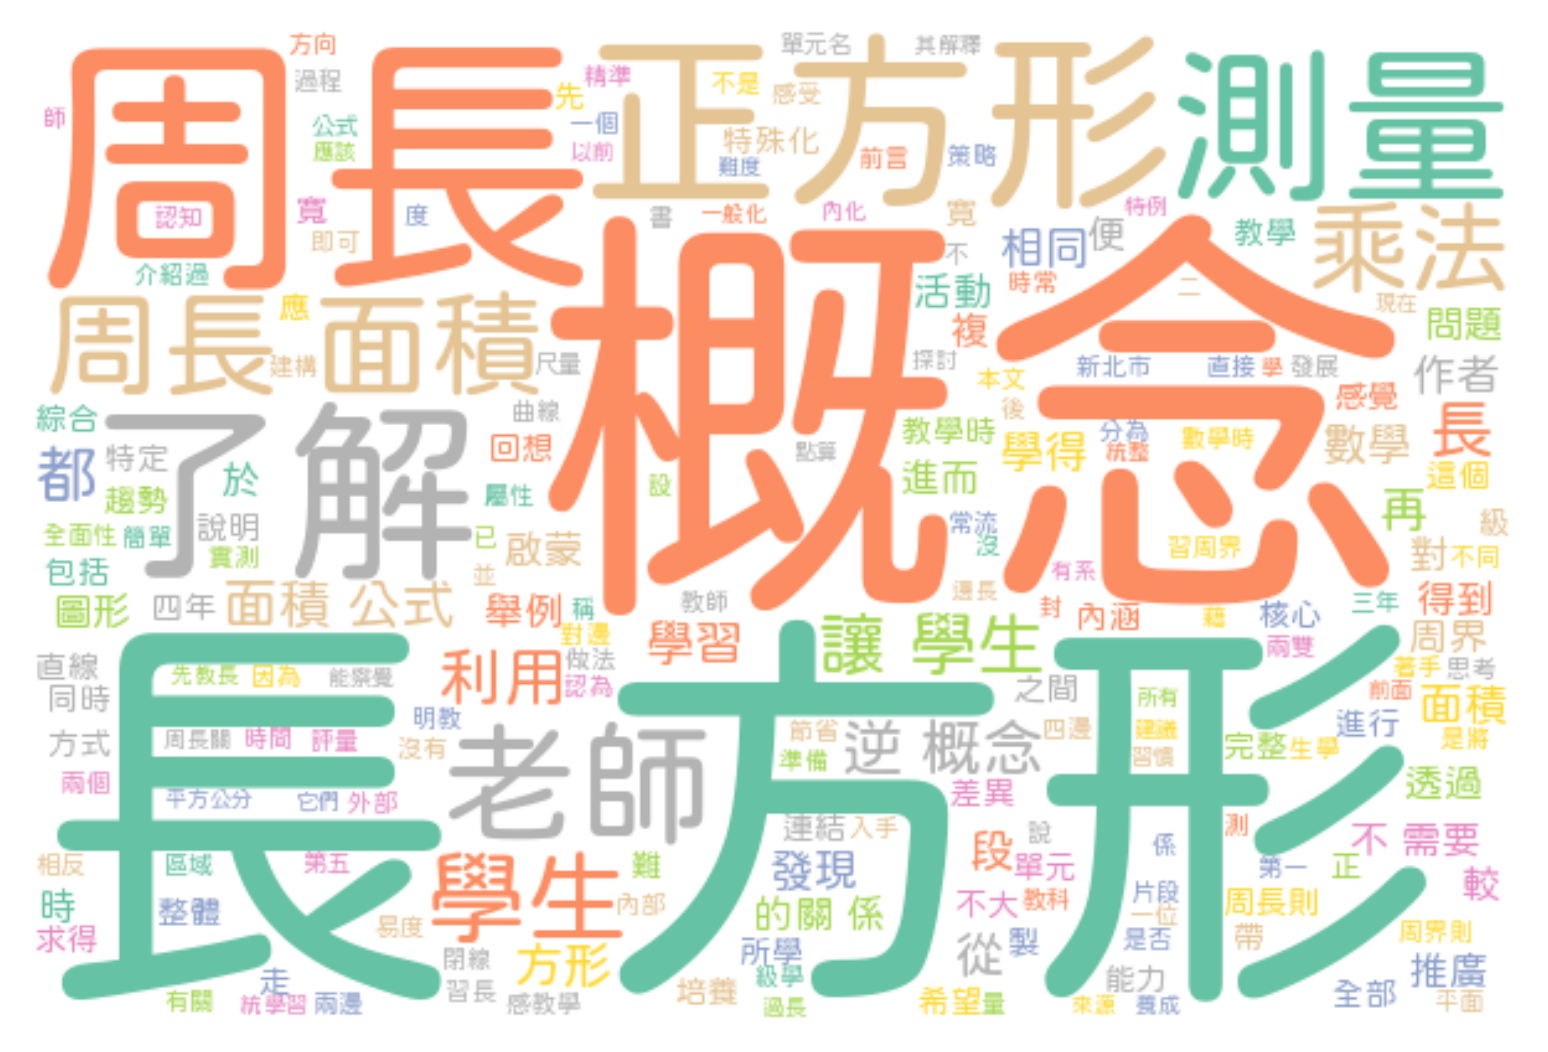 方向
過程
師
周長
公式
應該
認知
寬
即可
度
介紹過
精準
先
一個
以前
正方形
不是
感受
特殊化
難度
單元名
其解釋
前言
策略
測量
書
一般化
內化
寬
不
特例
相同
便
教學
乘法
活動
時常
二
現在
周長
應
建構
面積
尺量
概念
複
探討
本文
後
新北市
直接
學
發展
問題
作者
感覺
綜合
了解
曲線
回想
都
特定
於
趨勢
屬性
全面性
簡單
說明
實測
已
啟蒙
並
設
點算
教學時
進而
學得
分為
統整
數學時
數學
長
這個
再
級
包括
常流
沒
習周界
對
不同
有系
圖形
四年
面積
公式
舉例
稱
對邊
教師
邊長
封
內涵
藉
核心
三年
得到
兩雙
周界
直線
先教長
因為
能察覺
利用
做法
認為
學習
讓
學生
長方形
之間
所有
著手
思考
前面
面積
同時
方式
周長關
時間
評量
明教
沒有
老師
節省
準備
逆
概念
四邊
建議
習慣
完整
生學
進行
是將
兩個
平方公分
它們
外部
差異
透過
連結
入手
段
說
單元
測
係
不
需要
相反
區域
第五
學生
難
發現
第一
正
較
時
整體
易度
內部
的關
係
不大
教科
片段
一位
周長則
求得
閉線
方形
所學
從
製
是否
帶
周界則
走
習長
級學
培養
希望
量
能力
推廣
有關
統學習
兩邊
感教學
過長
來源
養成
全部
平面